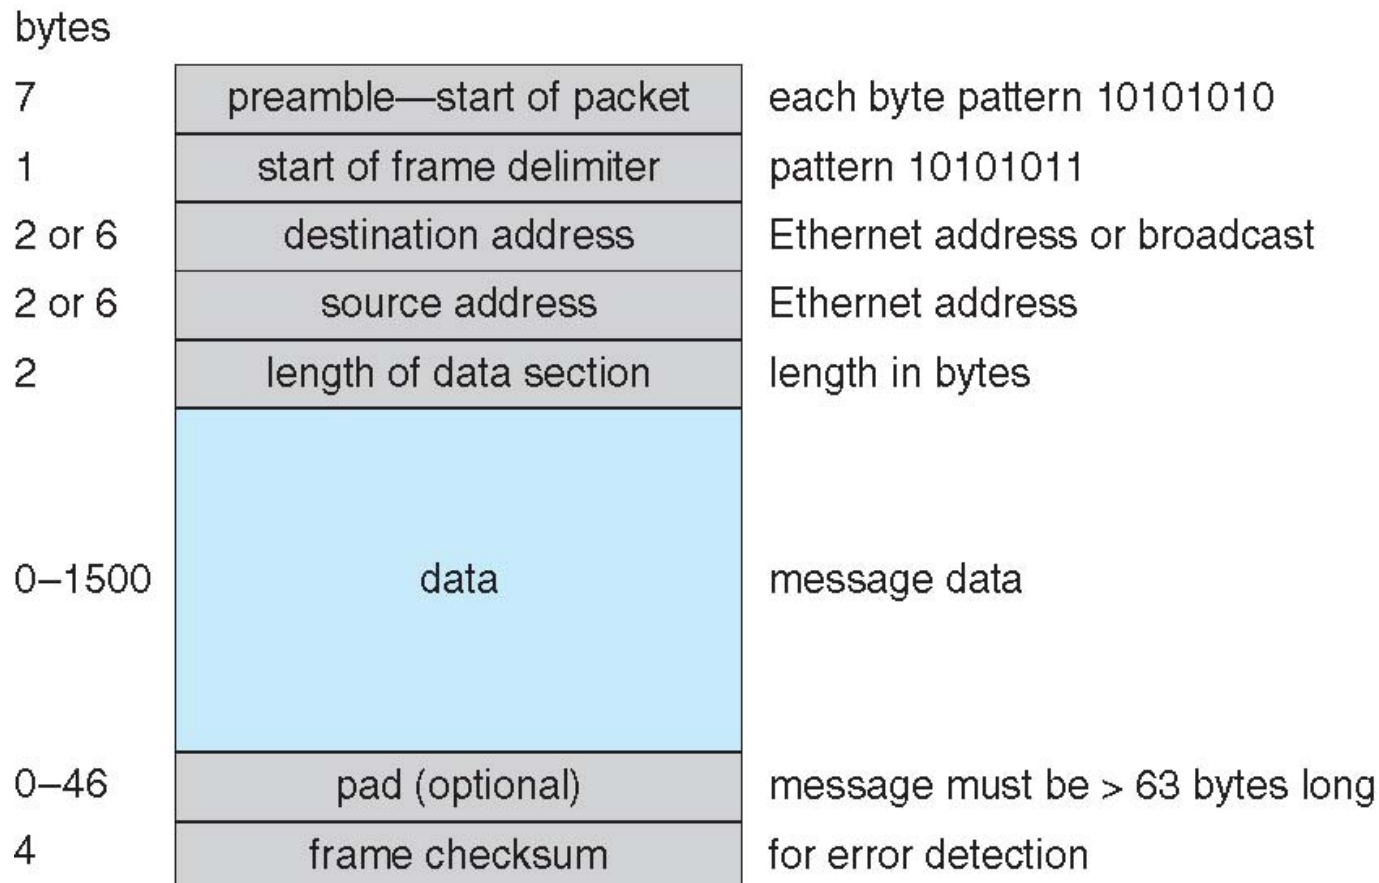 bytes
7 preamble—start of packet each byte pattern 10101010
1 start of frame delimiter pattern 10101011
2 or 6 destination address Ethernet address or broadcast
2 or 6 source address Ethernet address
2 length of data section length in bytes
0–1500 data message data
0–46 pad (optional) message must be > 63 bytes long
4 frame checksum for error detection